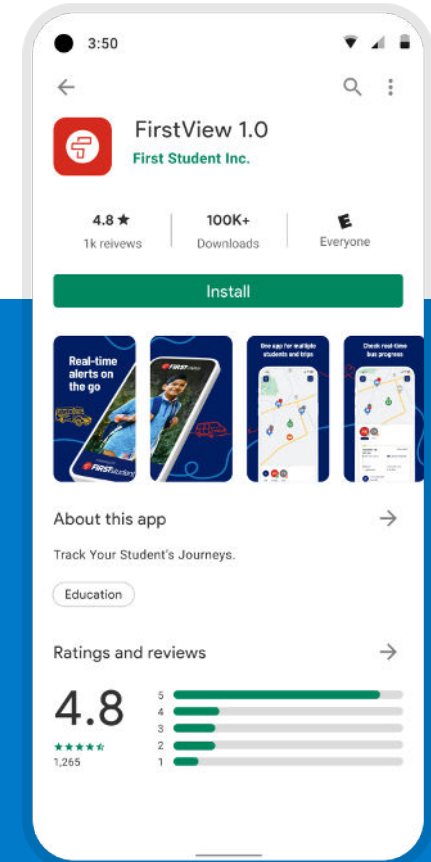 3:50
FirstView 1.0
First Student Inc.
4.8 ★
1k reivews
100K+
Downloads
E
Everyone
Install
Real-time
alerts on
the go
FIRSTstudent
FIRSTVIEW
One app for multiple
students and trips
Check real-time
bus progress
About this app
Track Your Student's Journeys.
Education
Ratings and reviews
4.8
1,265
5
4
3
2
1